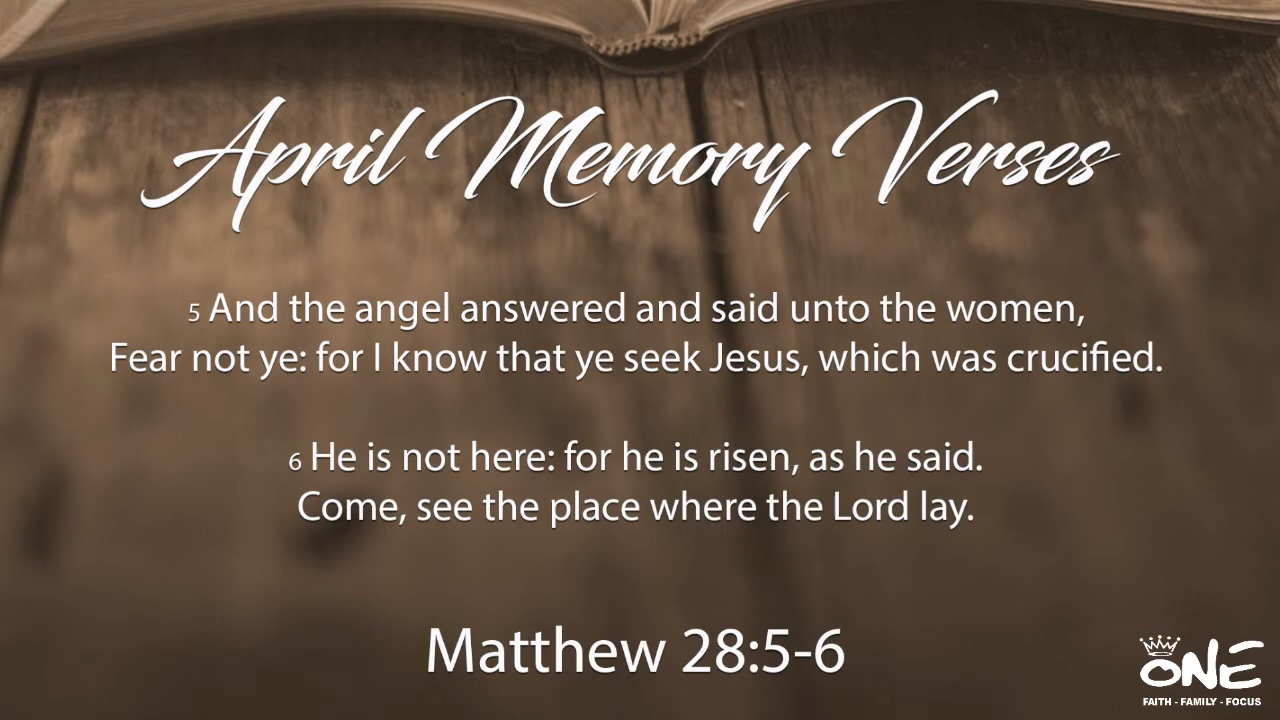 April Memory Verses
5 And the angel answered and said unto the women,
Fear not ye: for I know that ye seek Jesus, which was crucified.
6 He is not here: for he is risen, as he said.
Come, see the place where the Lord lay.
Matthew 28:5-6
ONE
FAITH - FAMILY - FOCUS